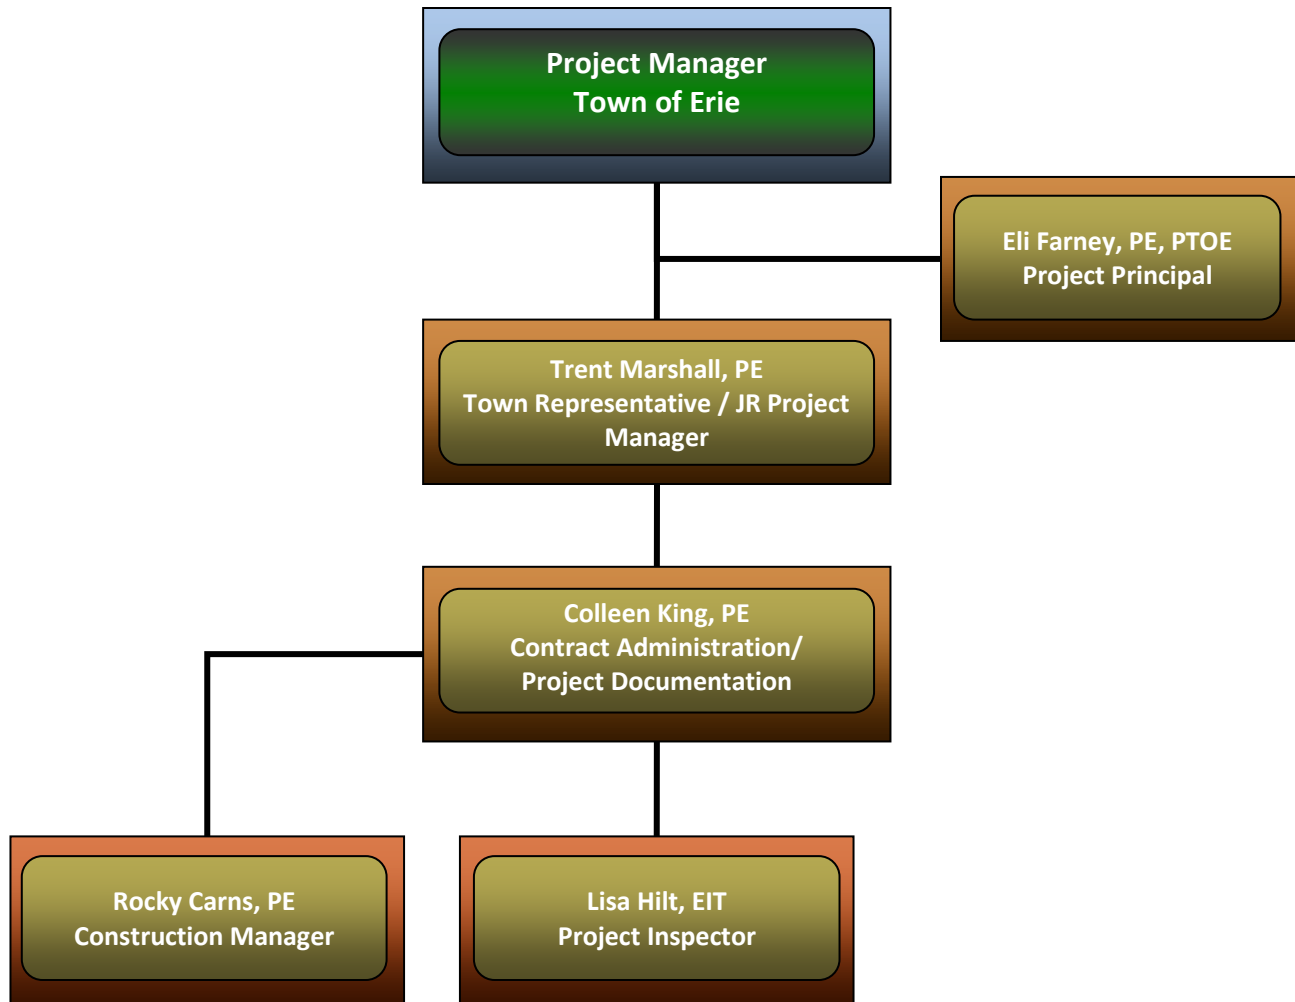 Project Manager
Town of Erie
Eli Farney, PE, PTOE
Project Principal
Trent Marshall, PE
Town Representative / JR Project
Manager
Colleen King, PE
Contract Administration/
Project Documentation
Rocky Carns, PE
Construction Manager
Lisa Hilt, EIT
Project Inspector